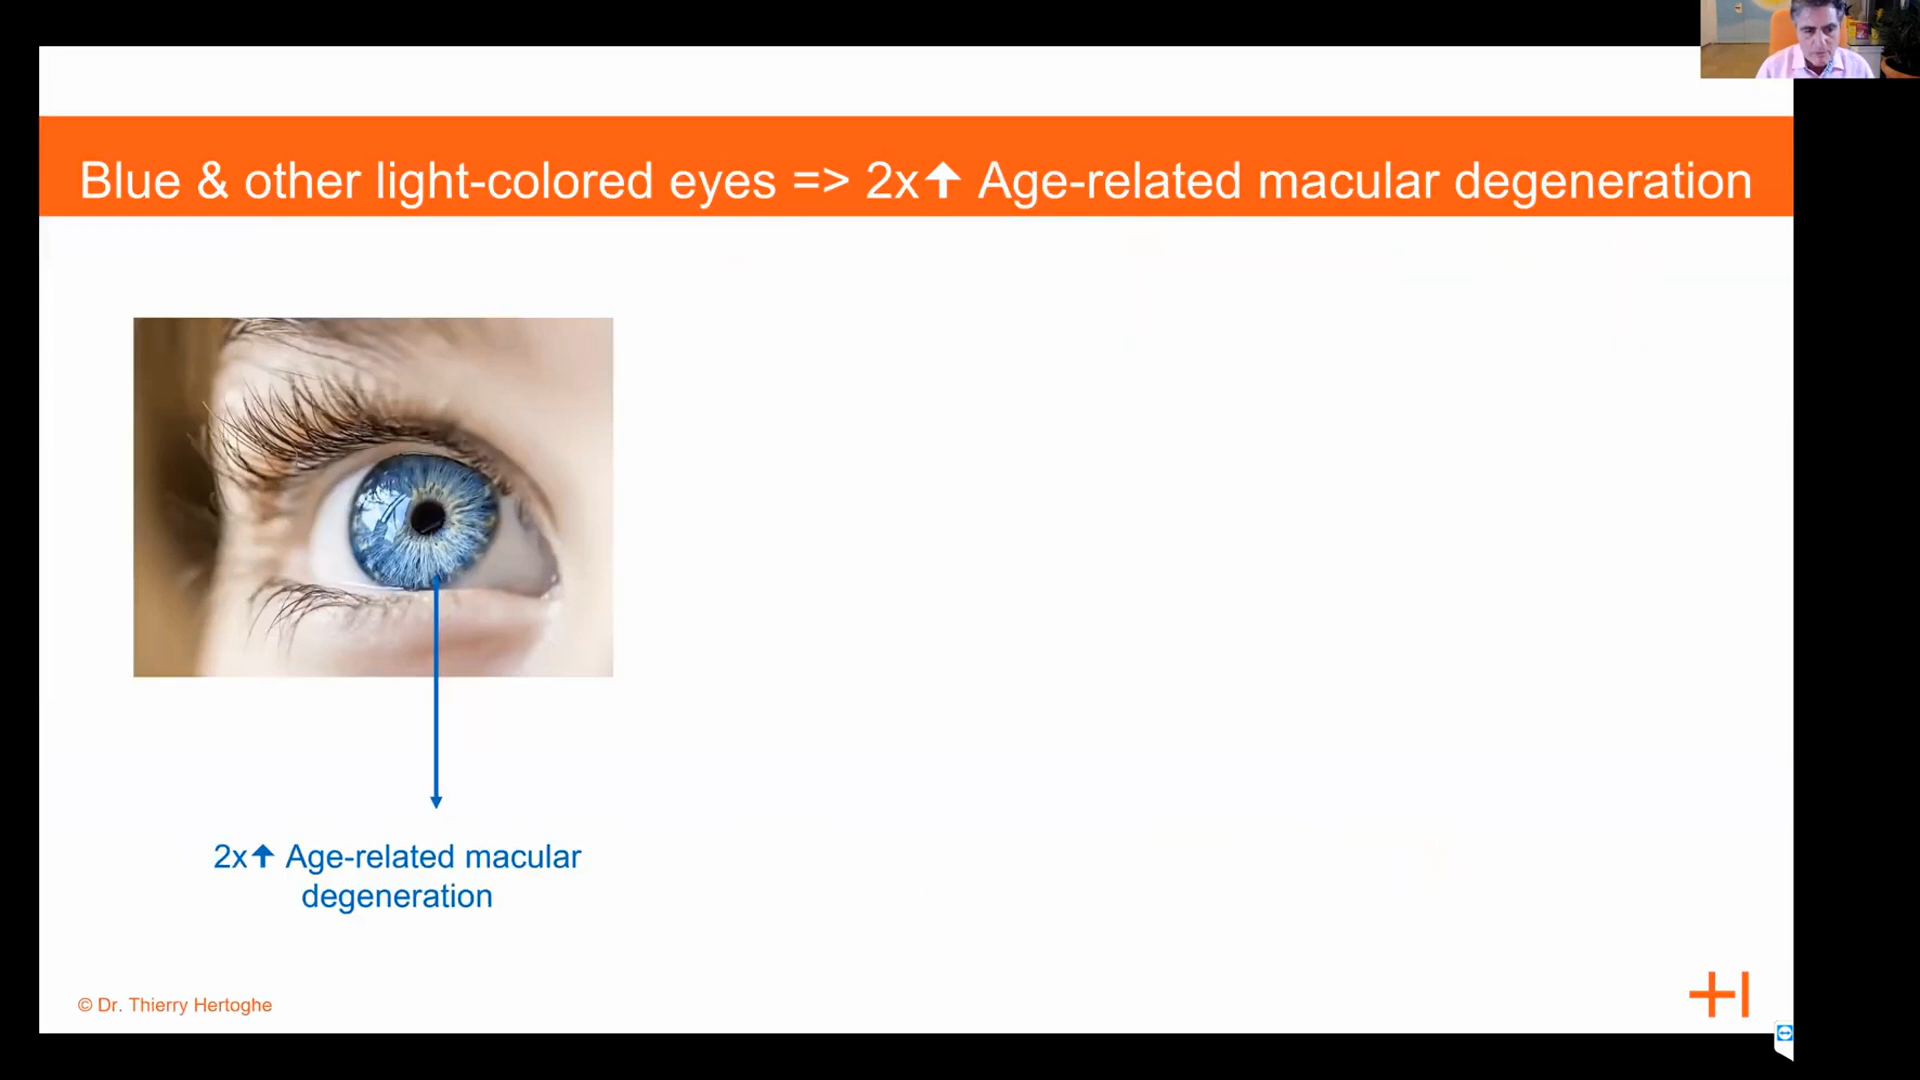 Blue & other light-colored eyes => 2x↑ Age-related macular degeneration
2x↑ Age-related macular
degeneration
© Dr. Thierry Hertoghe